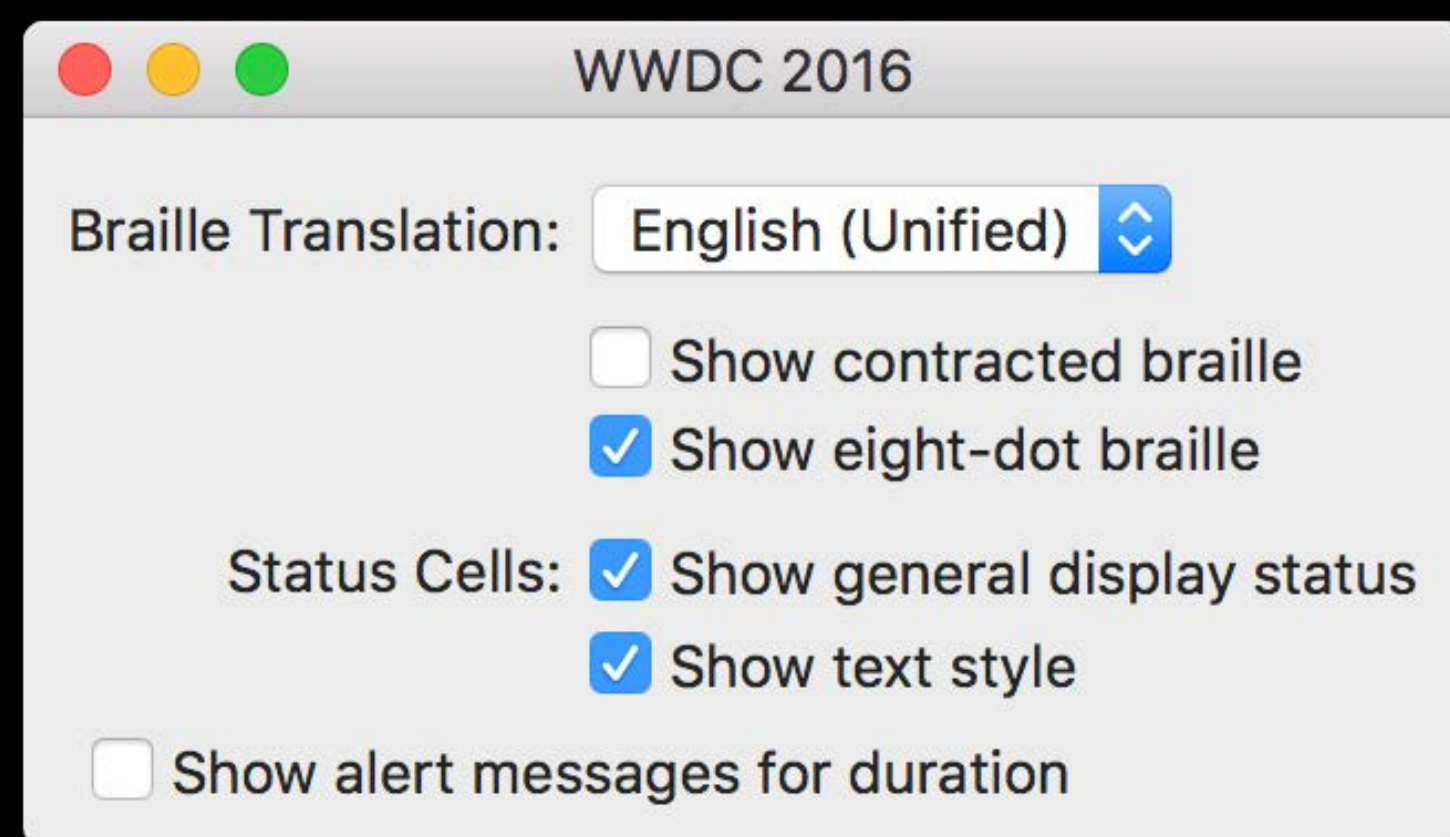 WWDC 2016
Braille Translation: English (Unified)
Show contracted braille
Show eight-dot braille
Status Cells: Show general display status
Show text style
Show alert messages for duration